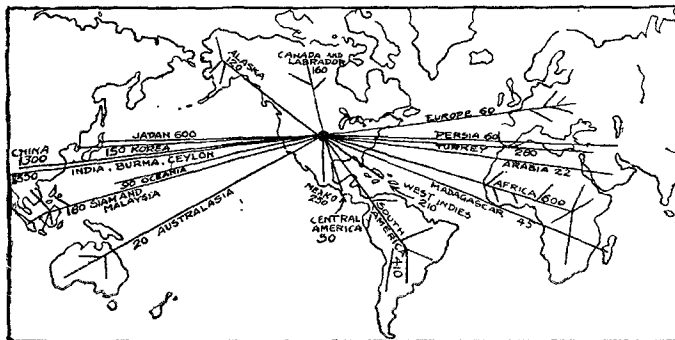 ALASKA
120
CANADA AND
LABRADOR
160
EUROPE 60
JAPAN 600
PERSIA 60
CHINA
1300
150 KOREA
TURKEY
200
INDIA, BURMA, CEYLON
ARABIA 22
1550
90 OCEANIA
180 SIAM AND
MALAYSIA
AFRICA 600
MEXICO
250
WEST INDIES
210
MADAGASCAR
45
20 AUSTRALASIA
CENTRAL
AMERICA
50
SOUTH
AMERICA
410